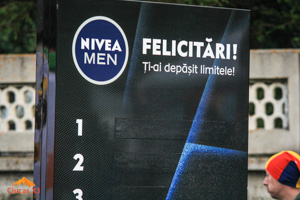 NIVEA
MEN
FELICITĂRI!
Ți-ai depășit limitele!
1
2
3